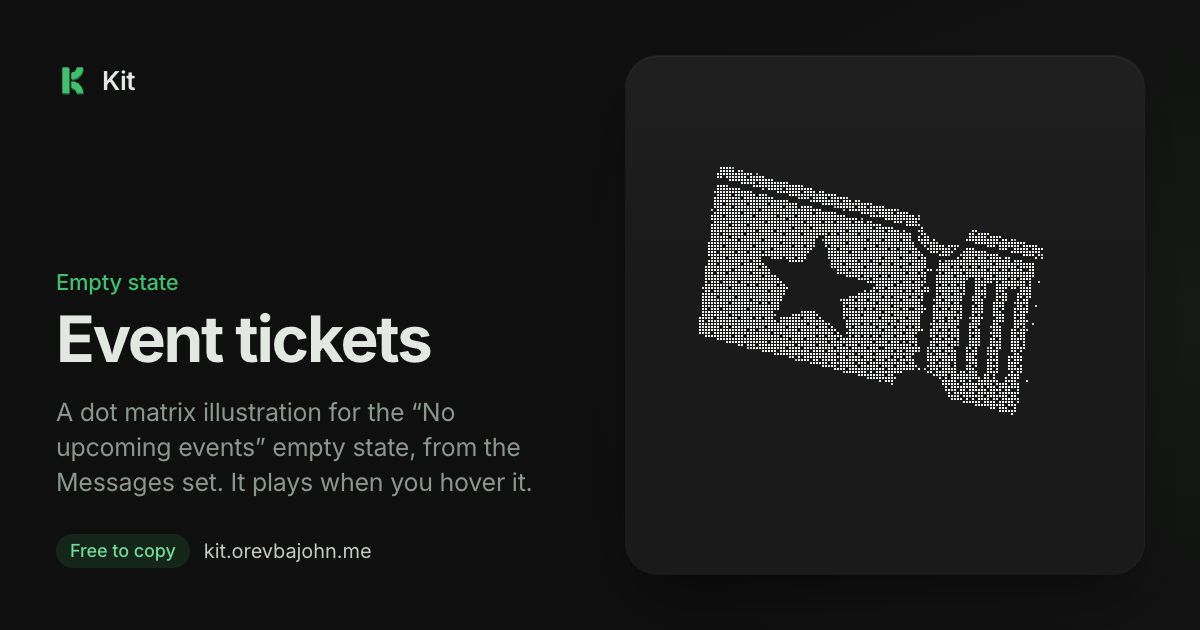 Kit
Empty state
Event tickets
A dot matrix illustration for the “No
upcoming events” empty state, from the
Messages set. It plays when you hover it.
Free to copy
kit.orevbajohn.me